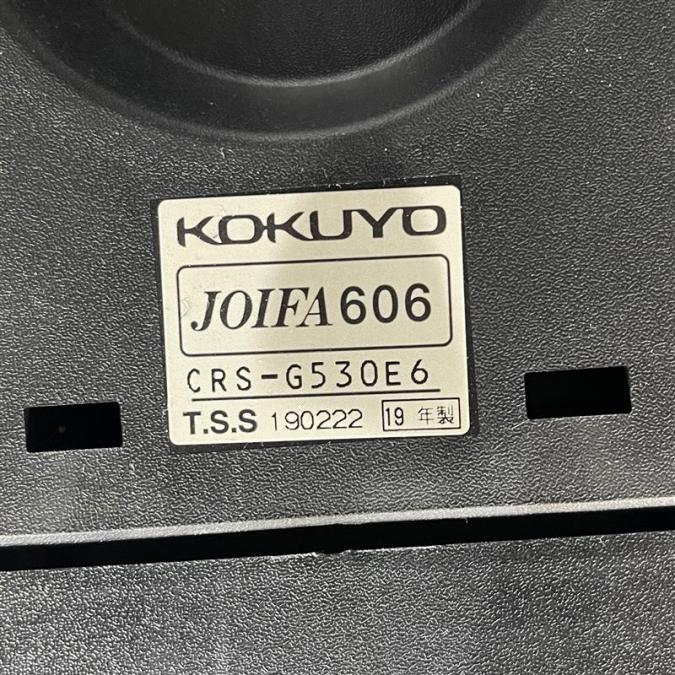 KOKUYO
JOIFA 606
CRS-G530E6
T.S.S 190222 19 年製